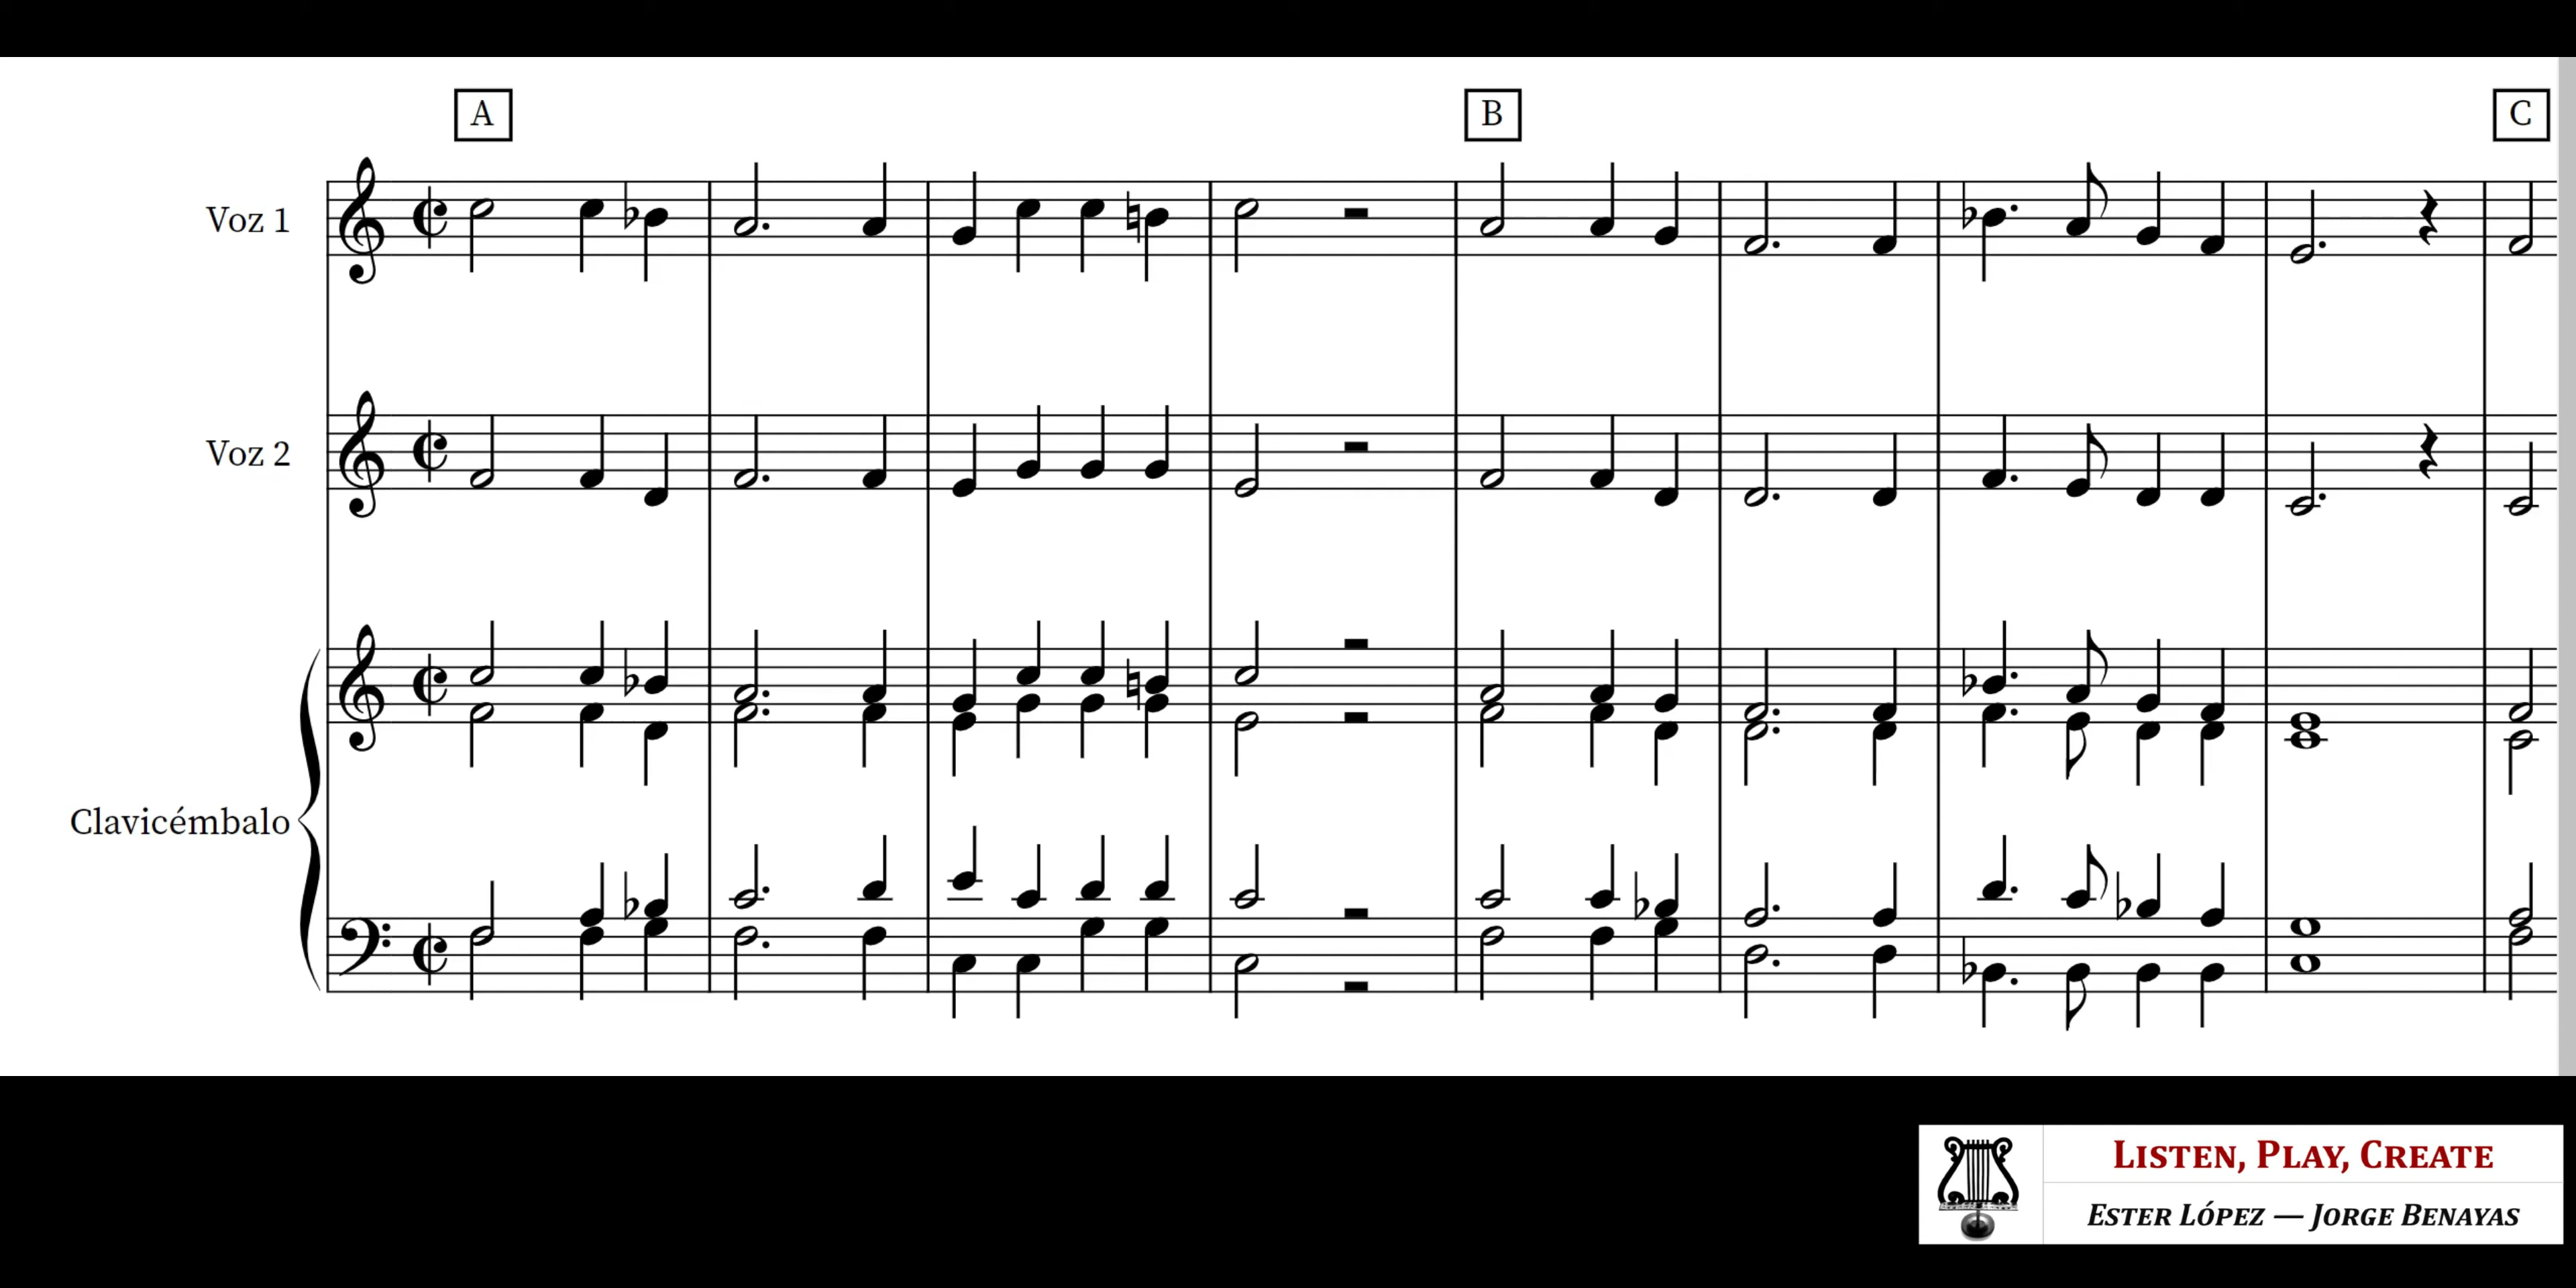 A
B
C
Voz 1
Voz 2
Clavicémbalo
LISTEN, PLAY, CREATE
ESTER LÓPEZ — JORGE BENAYAS